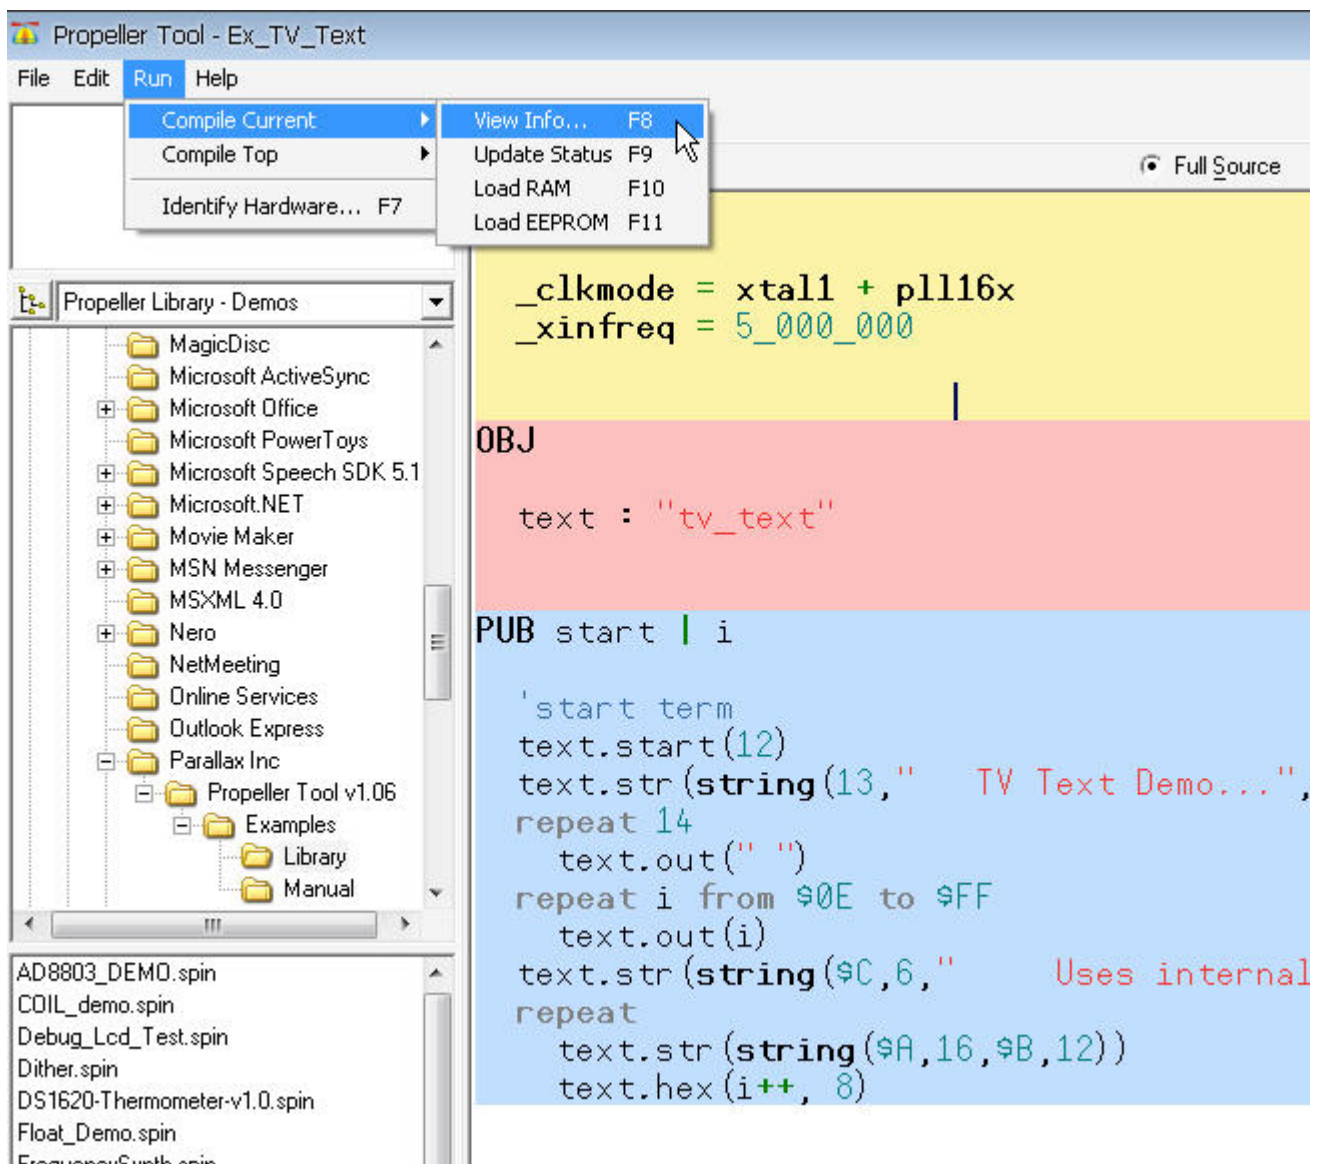 Propeller Tool - Ex_TV_Text
File Edit Run Help
Compile Current
Compile Top
Identify Hardware... F7
View Info... F8
Update Status F9
Load RAM F10
Load EEPROM F11
Full Source
Propeller Library - Demos
MagicDisc
Microsoft ActiveSync
Microsoft Office
Microsoft PowerToys
Microsoft Speech SDK 5.1
Microsoft.NET
Movie Maker
MSN Messenger
MSXML 4.0
Nero
NetMeeting
Online Services
Outlook Express
Parallax Inc
Propeller Tool v1.06
Examples
Library
Manual
AD8803_DEMO.spin
COIL_demo.spin
Debug_Lcd_Test.spin
Dither.spin
DS1620-Thermometer-v1.0.spin
Float_Demo.spin
FrequencySynth.spin
_clkmode = xtal1 + pll16x
_xinfreq = 5_000_000
OBJ
text : "tv_text"
PUB start | i
'start term
text.start(12)
text.str(string(13,"   TV Text Demo...",
repeat 14
text.out(" ")
repeat i from $0E to $FF
text.out(i)
text.str(string($C,6,"     Uses internal
repeat
text.str(string($A,16,$B,12))
text.hex(i++, 8)